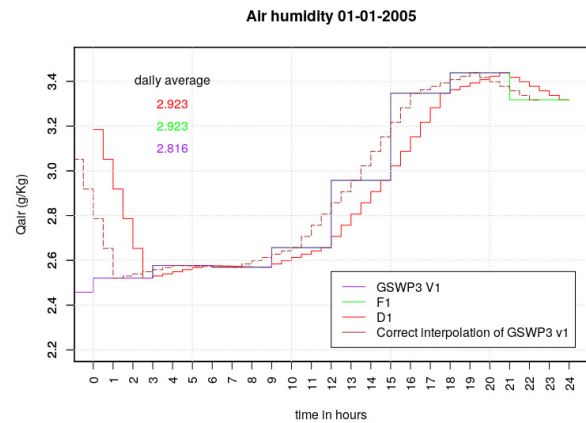 Air humidity 01-01-2005
Qair (g/Kg)
3.4
3.2
3.0
2.8
2.6
2.4
2.2
daily average
2.923
2.923
2.816
GSWP3 V1
F1
D1
Correct interpolation of GSWP3 v1
0 1 2 3 4 5 6 7 8 9 10 11 12 13 14 15 16 17 18 19 20 21 22 23 24
time in hours